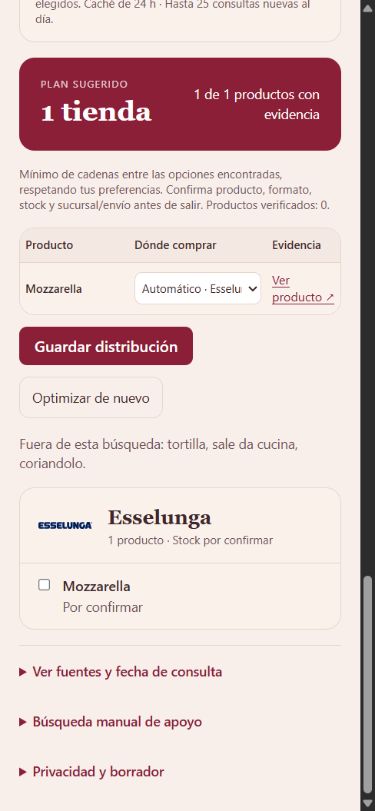 elegidos. Caché de 24 h · Hasta 25 consultas nuevas al
día.
PLAN SUGERIDO
1 tienda
1 de 1 productos con
evidencia
Mínimo de cadenas entre las opciones encontradas,
respetando tus preferencias. Confirma producto, formato,
stock y sucursal/envío antes de salir. Productos verificados: 0.
Producto Dónde comprar Evidencia
Mozzarella Automático · Esselu Ver
producto ↗
Guardar distribución
Optimizar de nuevo
Fuera de esta búsqueda: tortilla, sale da cucina,
coriandolo.
ESSELUNGA
Esselunga
1 producto · Stock por confirmar
Mozzarella
Por confirmar
Ver fuentes y fecha de consulta
Búsqueda manual de apoyo
Privacidad y borrador